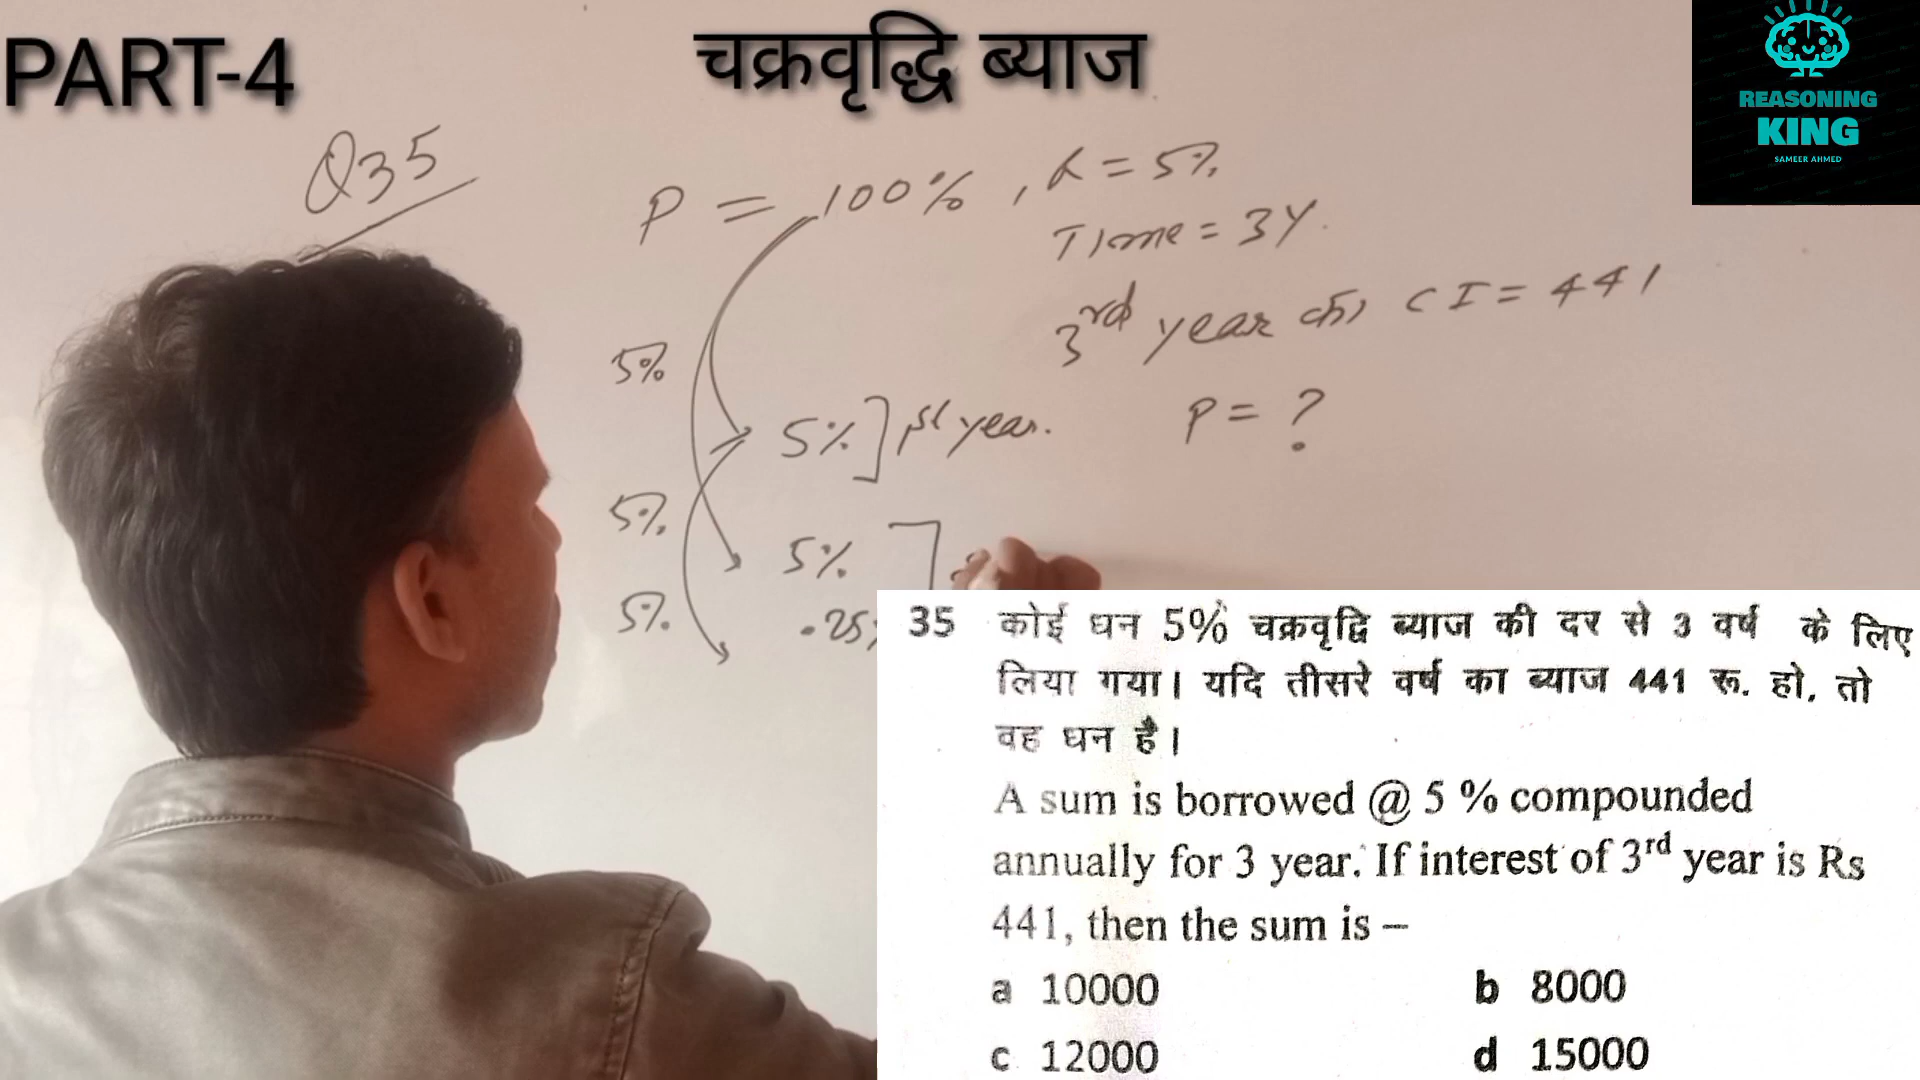 PART-4
चक्रवृद्धि ब्याज
REASONING
KING
SAMEER AHMED
Q35
P = 100%, r = 5%
Time = 3Y.
3rd year का CI = 441
P = ?
5%
5%] 1st year.
5%
5%]
5%
.25%
35 कोई धन 5% चक्रवृद्वि ब्याज की दर से 3 वर्ष के लिए
लिया गया। यदि तीसरे वर्ष का ब्याज 441 रू. हो, तो
वह धन है।
A sum is borrowed @ 5 % compounded
annually for 3 year. If interest of 3rd year is Rs
441, then the sum is –
a 10000 b 8000
c 12000 d 15000